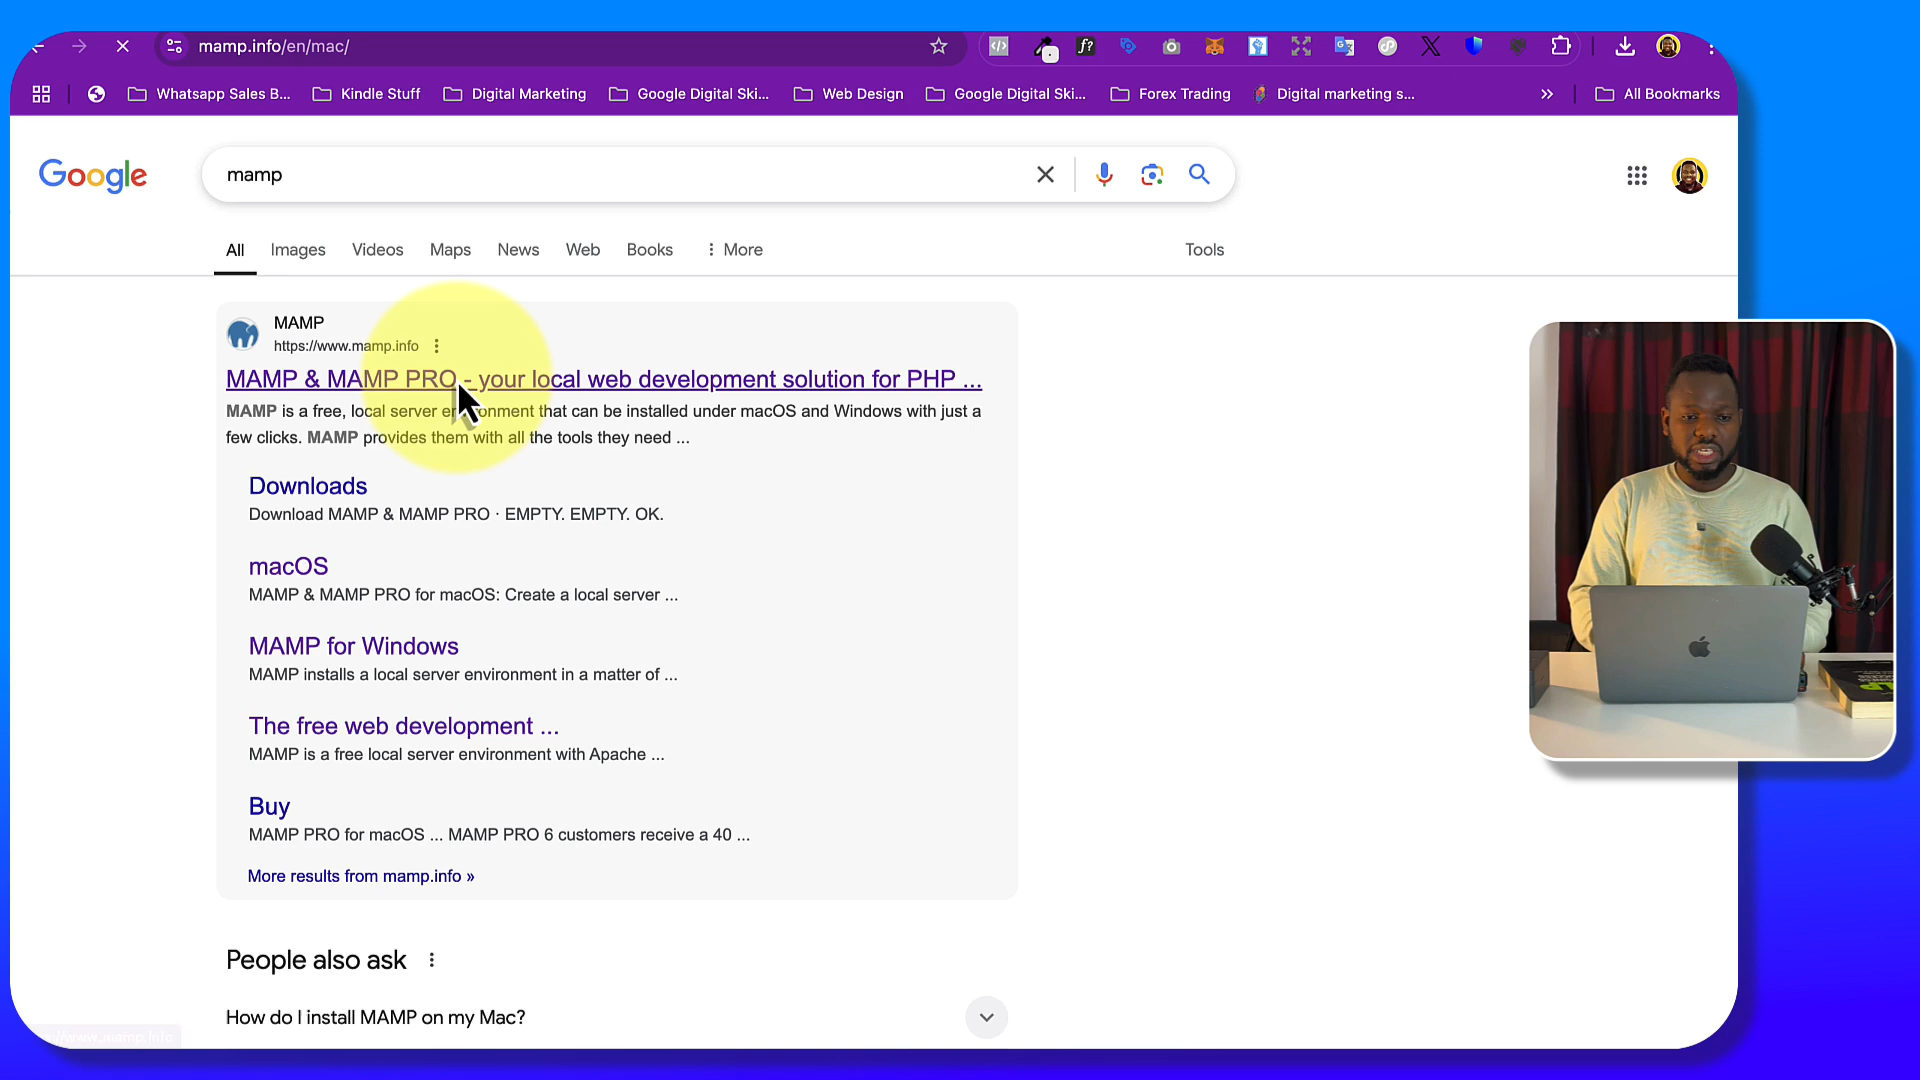 mamp.info/en/mac/
Whatsapp Sales B...
Kindle Stuff
Digital Marketing
Google Digital Ski...
Web Design
Google Digital Ski...
Forex Trading
Digital marketing s...
All Bookmarks
Google
mamp
All
Images
Videos
Maps
News
Web
Books
More
Tools
MAMP
https://www.mamp.info
MAMP & MAMP PRO - your local web development solution for PHP ...
MAMP is a free, local server environment that can be installed under macOS and Windows with just a
few clicks. MAMP provides them with all the tools they need ...
Downloads
Download MAMP & MAMP PRO · EMPTY. EMPTY. OK.
macOS
MAMP & MAMP PRO for macOS: Create a local server ...
MAMP for Windows
MAMP installs a local server environment in a matter of ...
The free web development ...
MAMP is a free local server environment with Apache ...
Buy
MAMP PRO for macOS ... MAMP PRO 6 customers receive a 40 ...
More results from mamp.info »
People also ask
How do I install MAMP on my Mac?